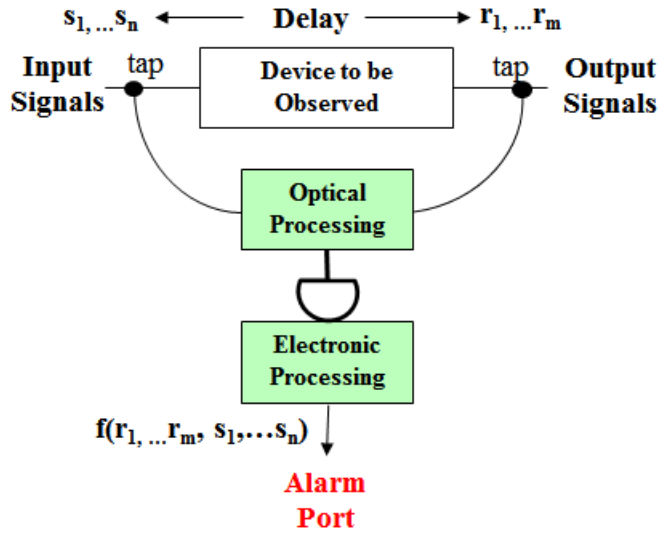 s1, ...sn Delay r1, ...rm
Input Signals
tap
Device to be Observed
tap
Output Signals
Optical
Processing
Electronic
Processing
f(r1, ...rm, s1,...sn)
Alarm
Port